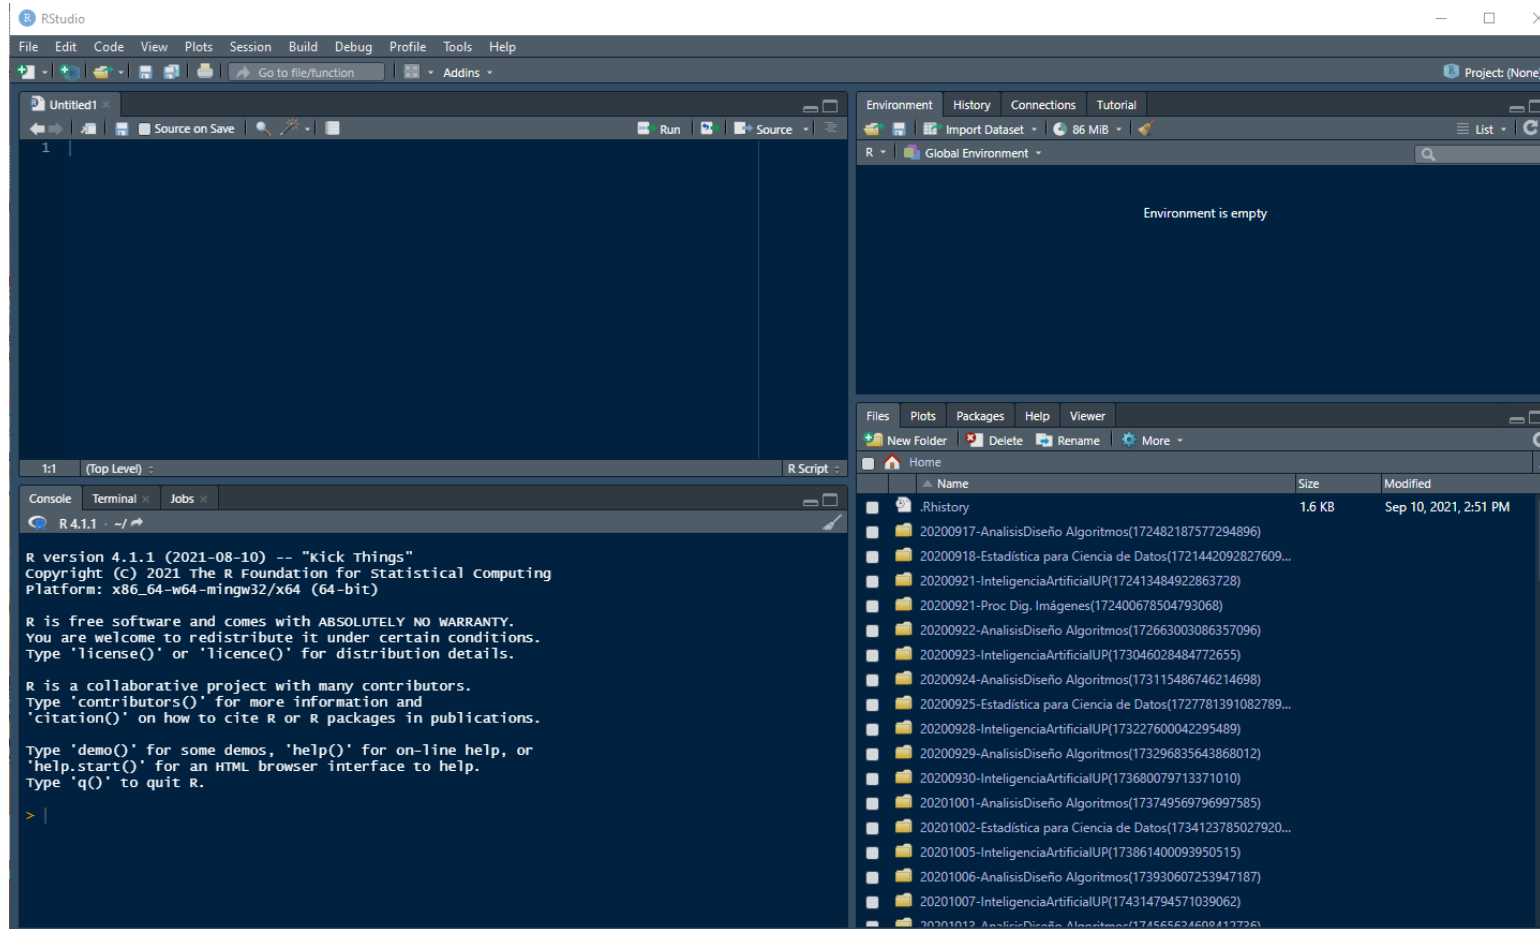 RStudio
File Edit Code View Plots Session Build Debug Profile Tools Help
Go to file/function Addins Project: (None)
Untitled1
Source on Save Run Source
1
1:1 (Top Level) R Script
Console Terminal Jobs
R 4.1.1 · ~/
R version 4.1.1 (2021-08-10) -- "Kick Things"
Copyright (C) 2021 The R Foundation for Statistical Computing
Platform: x86_64-w64-mingw32/x64 (64-bit)
R is free software and comes with ABSOLUTELY NO WARRANTY.
You are welcome to redistribute it under certain conditions.
Type 'license()' or 'licence()' for distribution details.
R is a collaborative project with many contributors.
Type 'contributors()' for more information and
'citation()' on how to cite R or R packages in publications.
Type 'demo()' for some demos, 'help()' for on-line help, or
'help.start()' for an HTML browser interface to help.
Type 'q()' to quit R.
>
Environment History Connections Tutorial
Import Dataset 86 MiB List
R Global Environment
Environment is empty
Files Plots Packages Help Viewer
New Folder Delete Rename More
Home
Name Size Modified
.Rhistory 1.6 KB Sep 10, 2021, 2:51 PM
20200917-AnalisisDiseño Algoritmos(172482187577294896)
20200918-Estadística para Ciencia de Datos(1721442092827609...
20200921-InteligenciaArtificialUP(172413484922863728)
20200921-Proc Dig. Imágenes(172400678504793068)
20200922-AnalisisDiseño Algoritmos(172663003086357096)
20200923-InteligenciaArtificialUP(173046028484772655)
20200924-AnalisisDiseño Algoritmos(173115486746214698)
20200925-Estadística para Ciencia de Datos(1727781391082789...
20200928-InteligenciaArtificialUP(173227600042295489)
20200929-AnalisisDiseño Algoritmos(173296835643868012)
20200930-InteligenciaArtificialUP(173680079713371010)
20201001-AnalisisDiseño Algoritmos(173749569796997585)
20201002-Estadística para Ciencia de Datos(1734123785027920...
20201005-InteligenciaArtificialUP(173861400093950515)
20201006-AnalisisDiseño Algoritmos(173930607253947187)
20201007-InteligenciaArtificialUP(174314794571039062)
20201013-AnalisisDiseño Algoritmos(174565634698412736)